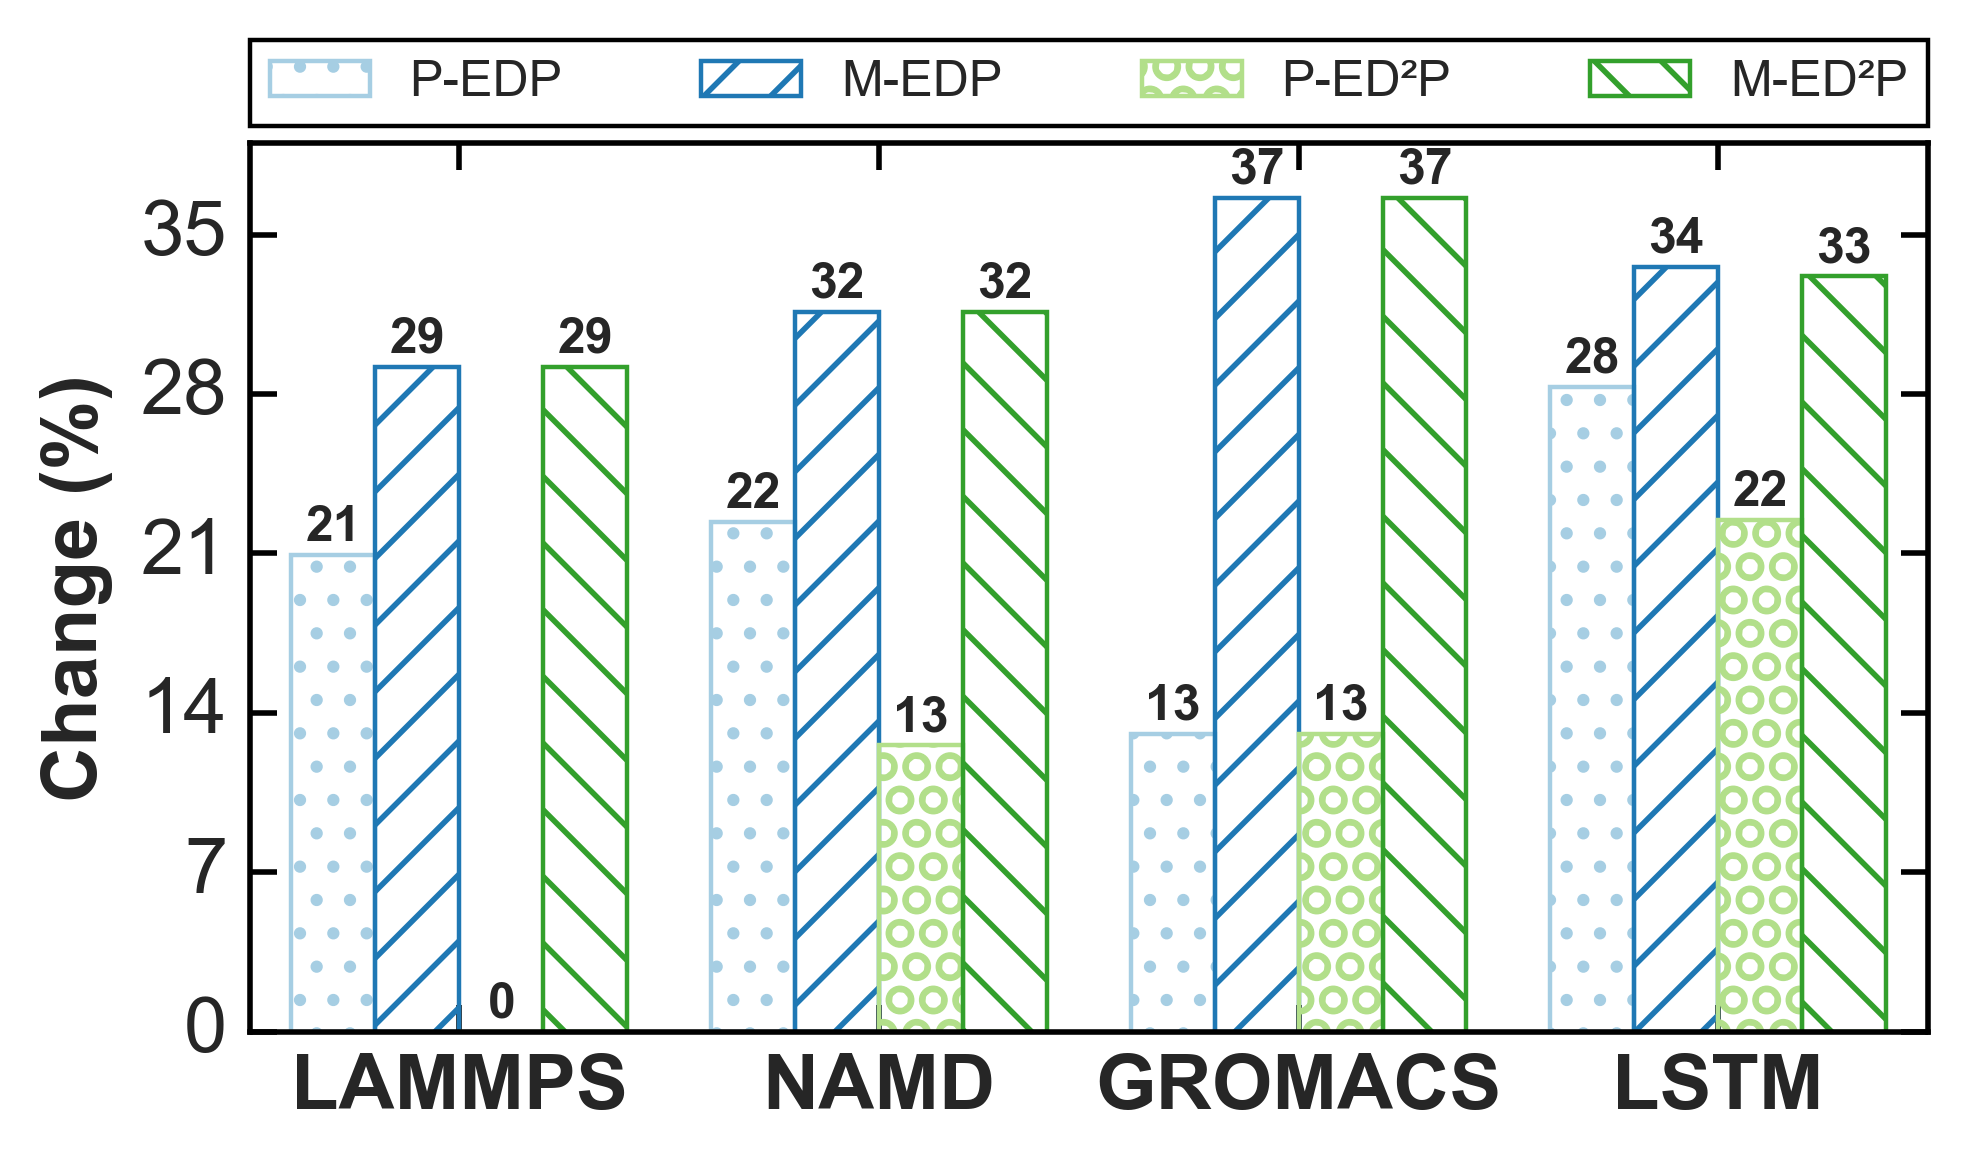 P-EDP M-EDP P-ED²P M-ED²P
Change (%)
35
28
21
14
7
0
21 29 0 29
22 32 13 32
13 37 13 37
28 34 22 33
LAMMPS NAMD GROMACS LSTM